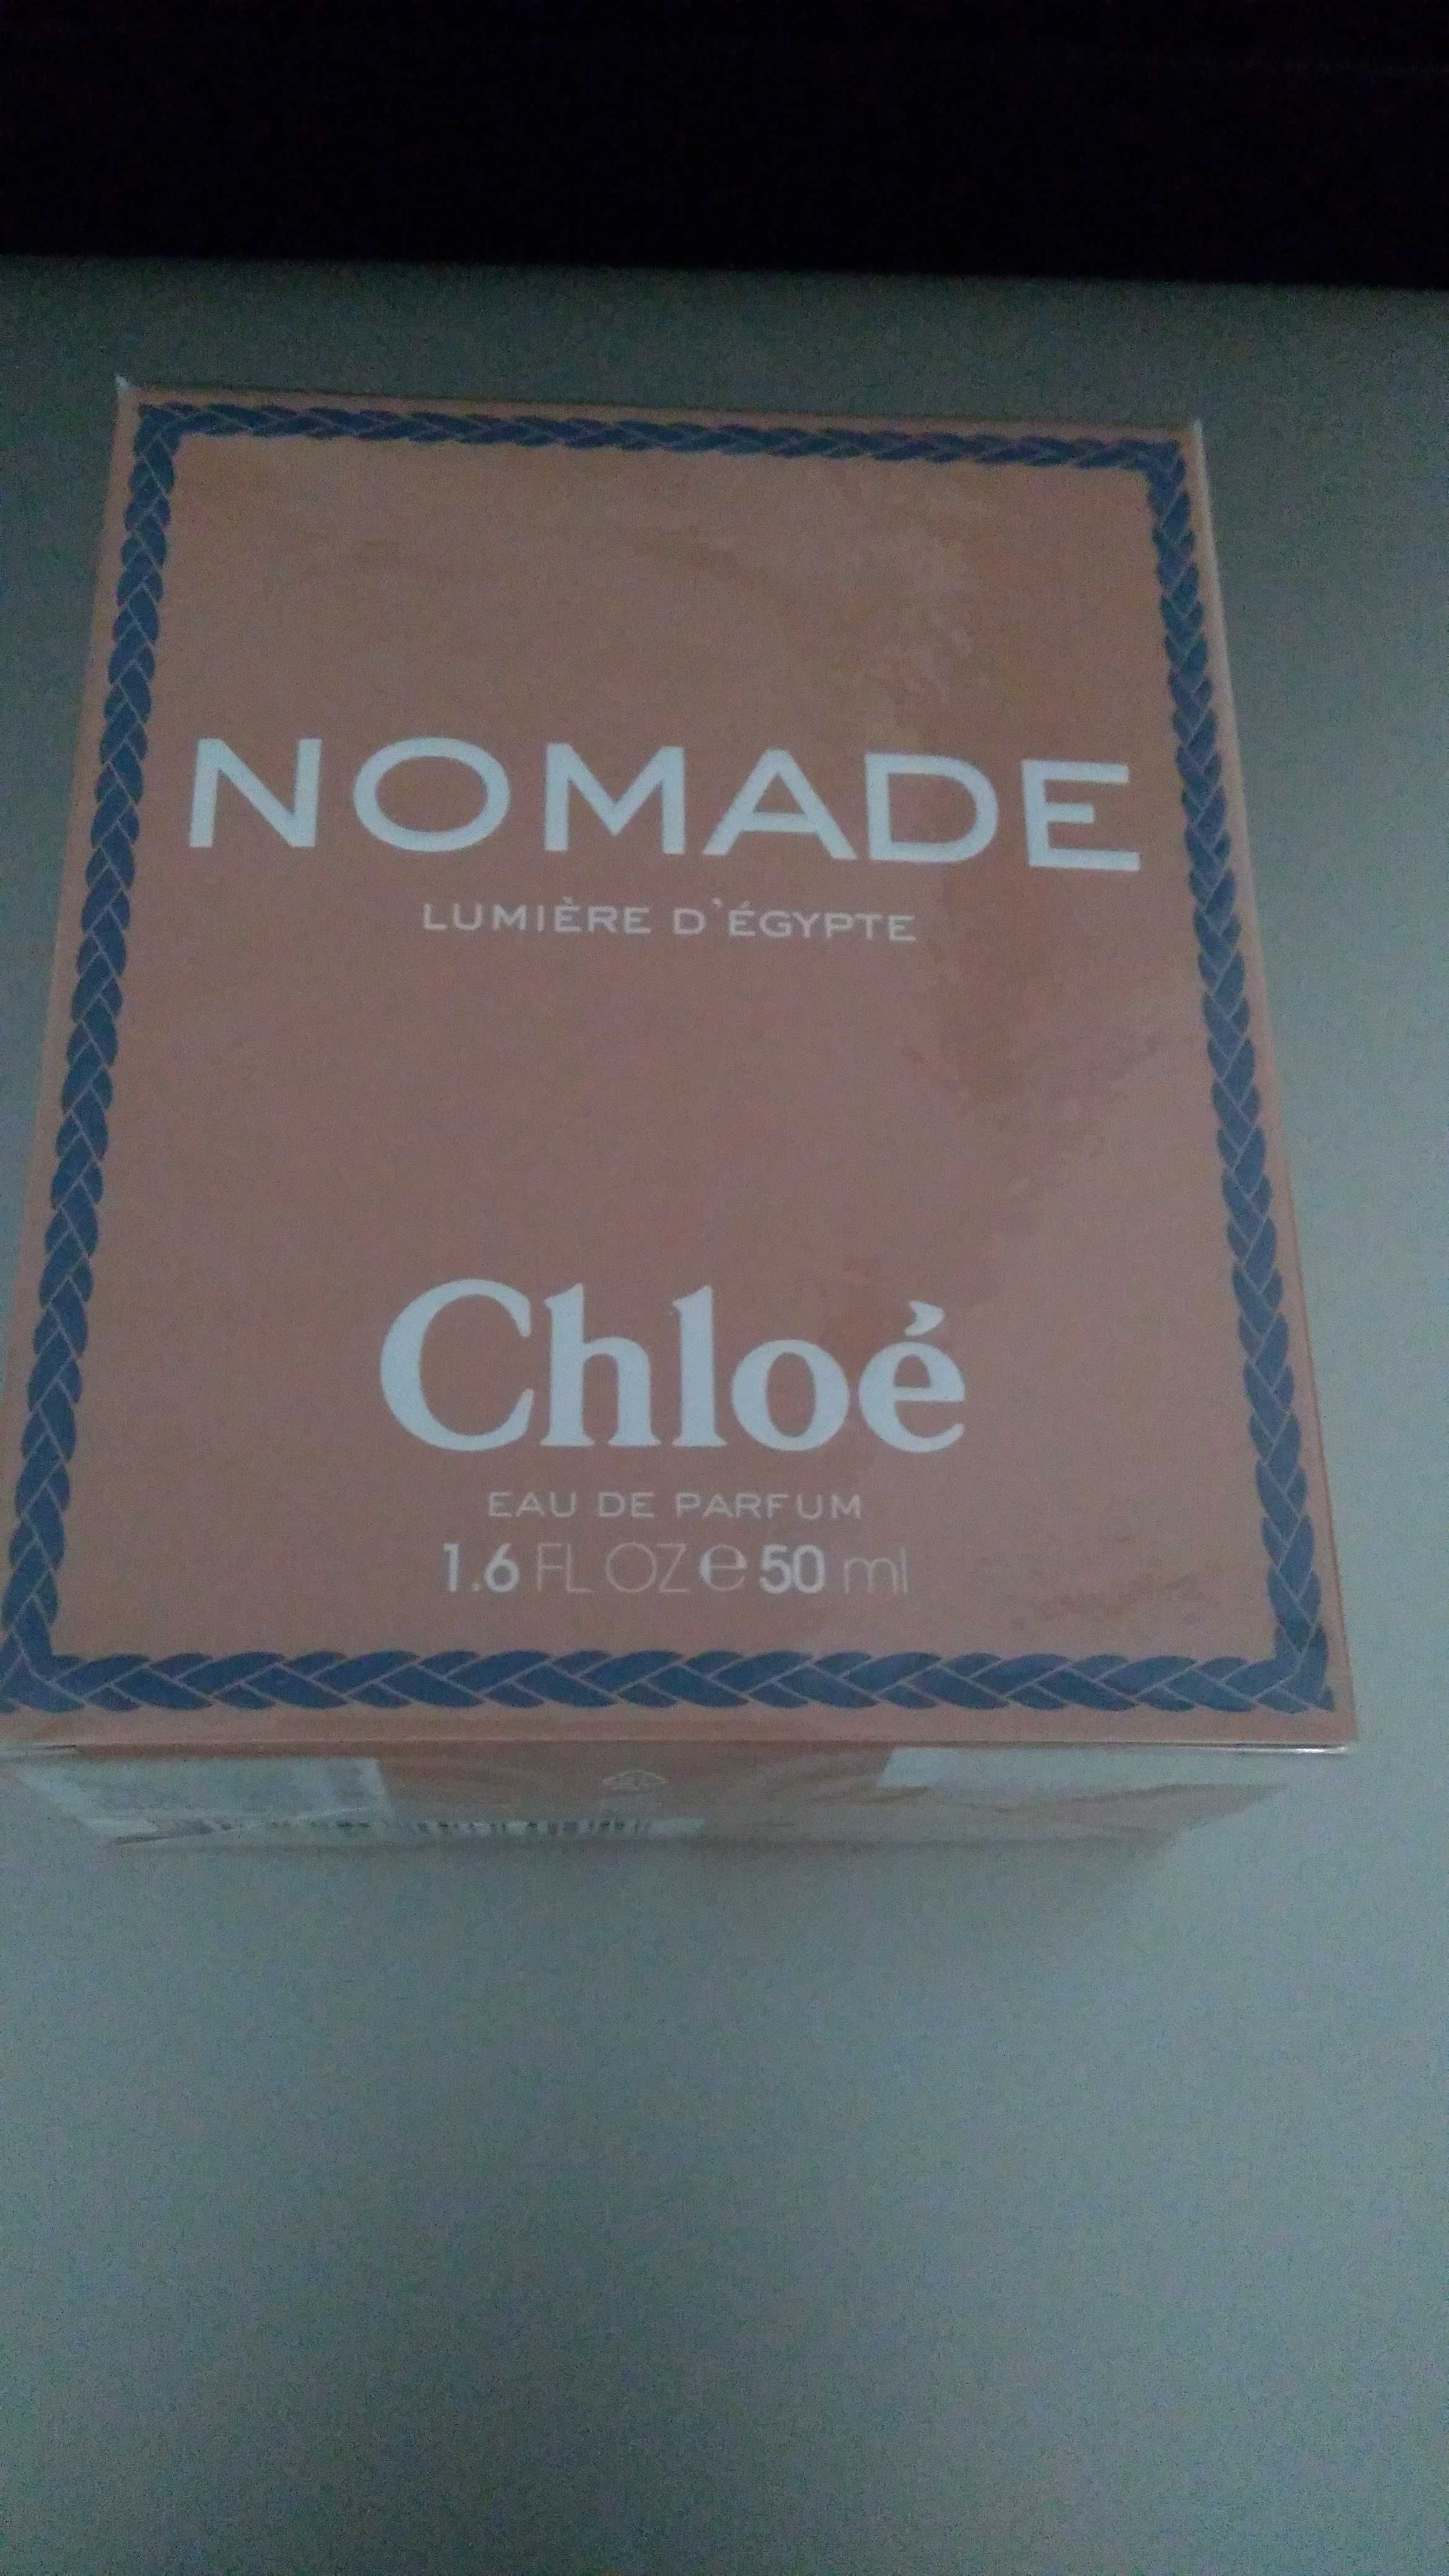 NOMADE
LUMIÈRE D'ÉGYPTE
Chloé
EAU DE PARFUM
1.6 FL OZ e 50 ml